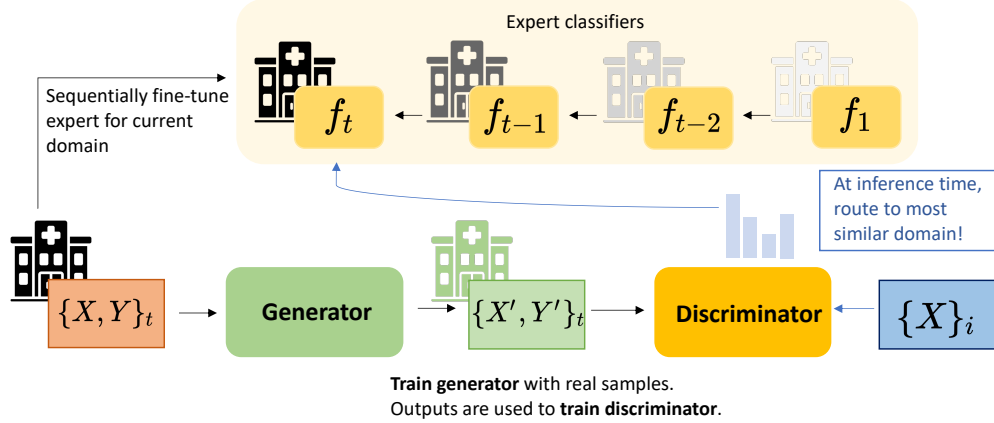 Expert classifiers
Sequentially fine-tune
expert for current
domain
f_t
f_{t-1}
f_{t-2}
f_1
At inference time,
route to most
similar domain!
{X, Y}_t
Generator
{X', Y'}_t
Discriminator
{X}_i
Train generator with real samples.
Outputs are used to train discriminator.